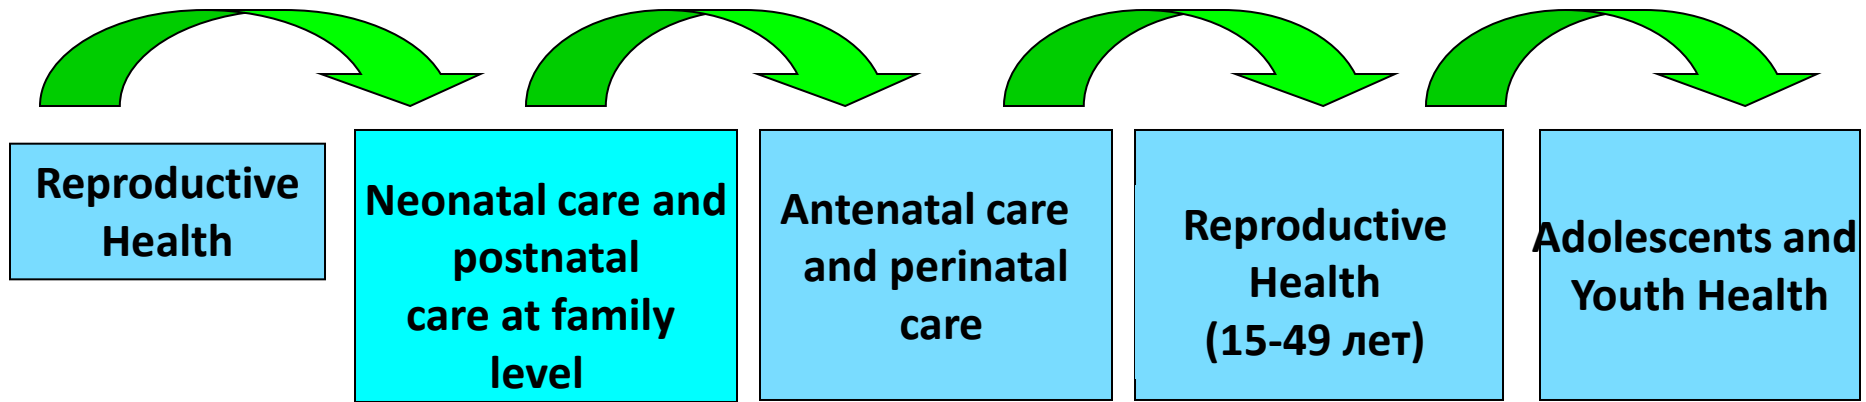 Reproductive
Health
Neonatal care and
postnatal
care at family
level
Antenatal care
and perinatal
care
Reproductive
Health
(15-49 лет)
Adolescents and
Youth Health